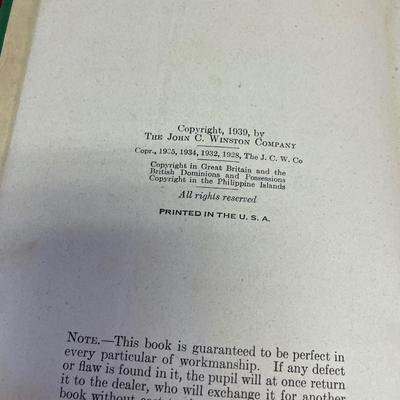 Copyright, 1939, by
THE JOHN C. WINSTON COMPANY
Copr., 1935, 1934, 1932, 1928, THE J. C. W. CO
Copyright in Great Britain and the
British Dominions and Possessions
Copyright in the Philippine Islands
All rights reserved
PRINTED IN THE U. S. A.
NOTE.—This book is guaranteed to be perfect in
every particular of workmanship. If any defect
or flaw is found in it, the pupil will at once return
it to the dealer, who will exchange it for another
book without